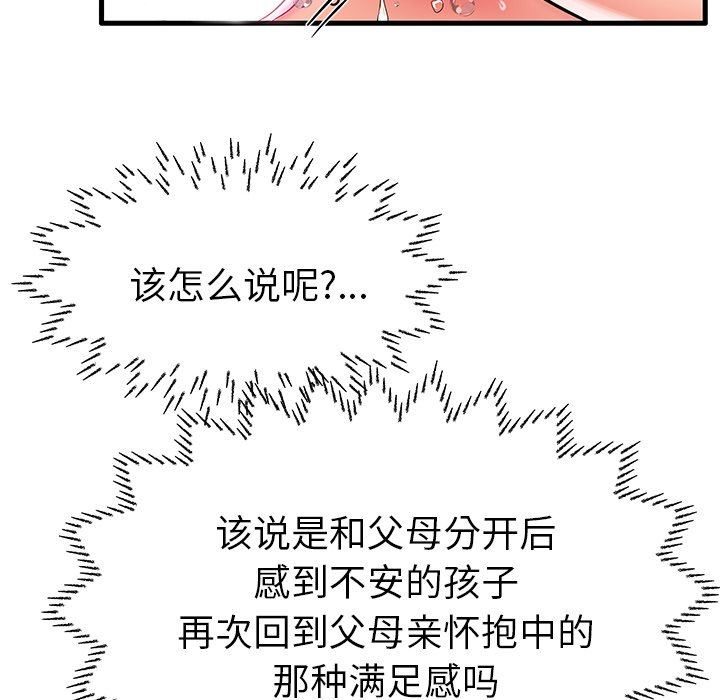 该怎么说呢?...
该说是和父母分开后
感到不安的孩子
再次回到父母亲怀抱中的
那种满足感吗